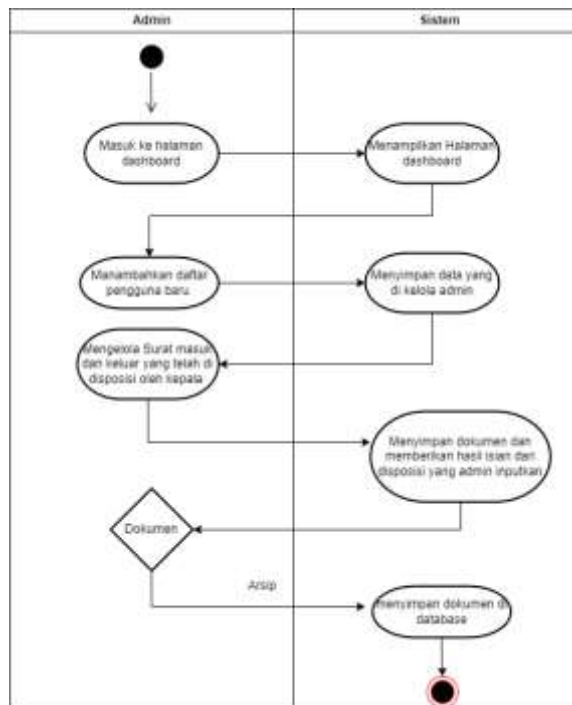 Admin
Sistem
Masuk ke halaman
dashboard
Menampilkan Halaman
dashboard
Manambahkan daftar
pengguna baru
Menyimpan data yang
di kelola admin
Mengelola Surat masuk
dan keluar yang telah di
disposisi oleh kepala
Menyimpan dokumen dan
memberikan hasil isian dari
disposisi yang admin inputkan
Dokumen
Arsip
menyimpan dokumen di
database